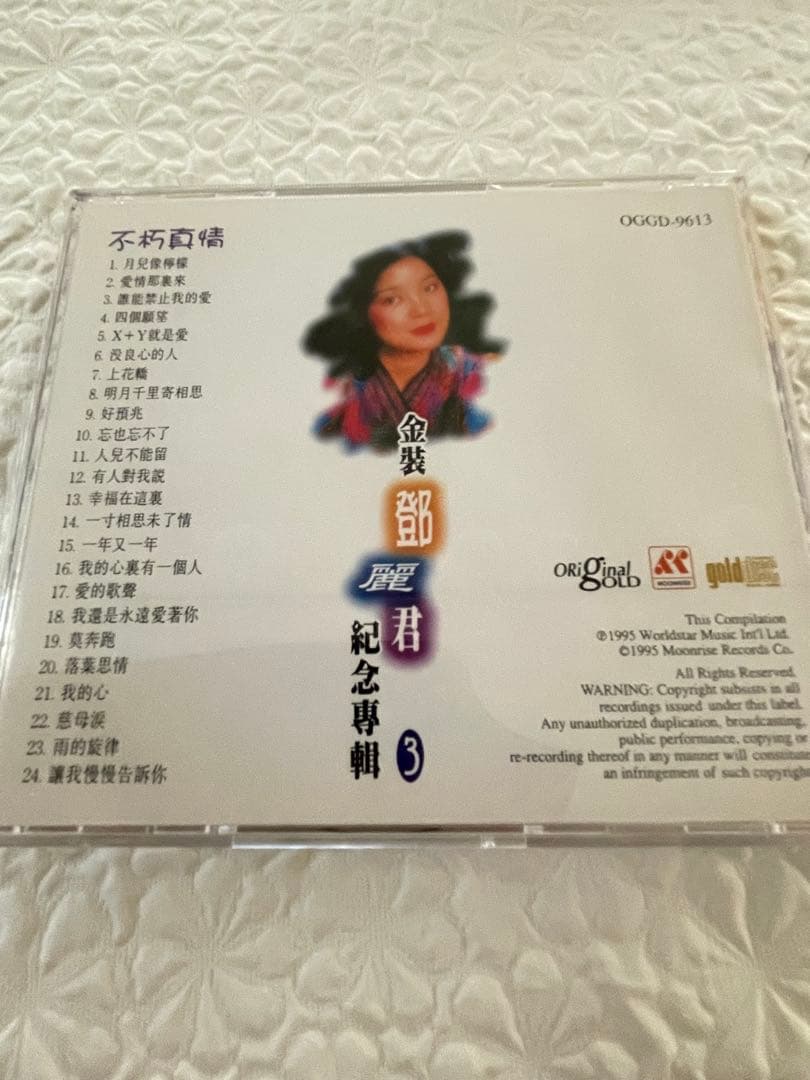 不朽真情
1. 月兒像檸檬
2. 愛情那裏來
3. 誰能禁止我的愛
4. 四個願望
5. X+Y就是愛
6. 没良心的人
7. 上花轎
8. 明月千里寄相思
9. 好預兆
10. 忘也忘不了
11. 人兒不能留
12. 有人對我説
13. 幸福在這裏
14. 一寸相思未了情
15. 一年又一年
16. 我的心裏有一個人
17. 愛的歌聲
18. 我還是永遠愛著你
19. 莫奔跑
20. 落葉思情
21. 我的心
22. 慈母淚
23. 雨的旋律
24. 讓我慢慢告訴你
金裝鄧麗君紀念專輯3
OGGD-9613
ORiginal GOLD
MOONRISE
gold
This Compilation
℗1995 Worldstar Music Int'l Ltd.
©1995 Moonrise Records Co.
All Rights Reserved.
WARNING: Copyright subsists in all
recordings issued under this label.
Any unauthorized duplication, broadcasting,
public performance, copying or
re-recording thereof in any manner will constitute
an infringement of such copyright